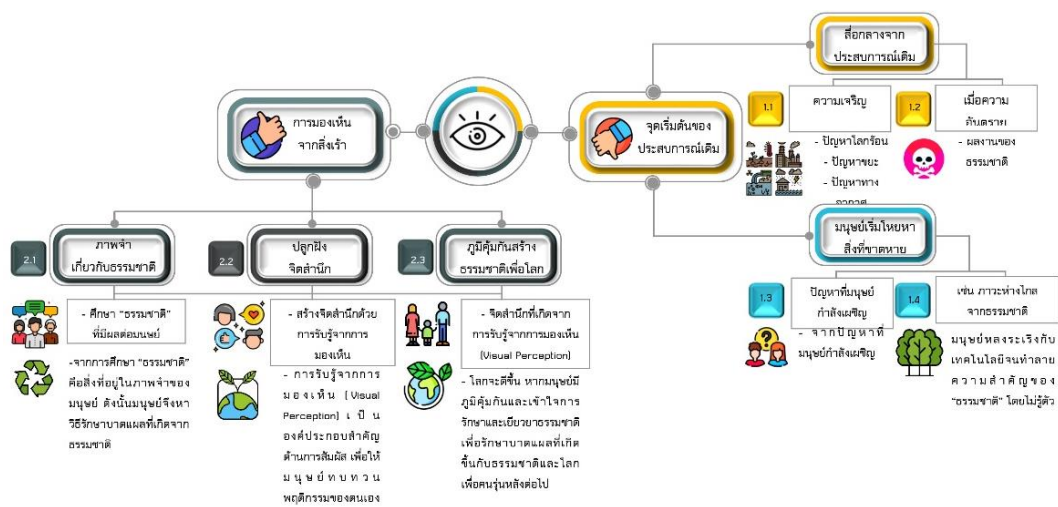 สื่อกลางจาก
ประสบการณ์เดิม
การมองเห็น
จากสิ่งเร้า
จุดเริ่มต้นของ
ประสบการณ์เดิม
1.1
ความเจริญ
- ปัญหาโลกร้อน
- ปัญหาขยะ
- ปัญหาทาง
อากาศ
1.2
เมื่อความ
อันตราย
- ผลงานของ
ธรรมชาติ
มนุษย์เริ่มโหยหา
สิ่งที่ขาดหาย
1.3
ปัญหาที่มนุษย์
กำลังเผชิญ
- จากปัญหาที่
มนุษย์กำลังเผชิญ
1.4
เช่น ภาวะห่างไกล
จากธรรมชาติ
มนุษย์หลงระเริงกับ
เทคโนโลยีจนทำลาย
ความสำคัญของ
"ธรรมชาติ" โดยไม่รู้ตัว
2.1
ภาพจำ
เกี่ยวกับธรรมชาติ
- ศึกษา "ธรรมชาติ"
ที่มีผลต่อมนุษย์
-จากการศึกษา "ธรรมชาติ"
คือสิ่งที่อยู่ในภาพจำของ
มนุษย์ ดังนั้นมนุษย์จึงหา
วิธีรักษาบาดแผลที่เกิดจาก
ธรรมชาติ
2.2
ปลูกฝัง
จิตสำนึก
- สร้างจิตสำนึกด้วย
การรับรู้จากการ
มองเห็น
- การรับรู้จากการ
มองเห็น (Visual
Perception) เป็น
องค์ประกอบสำคัญ
ด้านการสัมผัส เพื่อให้
มนุษย์ทบทวน
พฤติกรรมของตนเอง
2.3
ภูมิคุ้มกันสร้าง
ธรรมชาติเพื่อโลก
- จิตสำนึกที่เกิดจาก
การรับรู้จากการมองเห็น
(Visual Perception)
- โลกจะดีขึ้น หากมนุษย์มี
ภูมิคุ้มกันและเข้าใจการ
รักษาและเยียวยาธรรมชาติ
เพื่อรักษาบาดแผลที่เกิด
ขึ้นกับธรรมชาติและโลก
เพื่อคนรุ่นหลังต่อไป